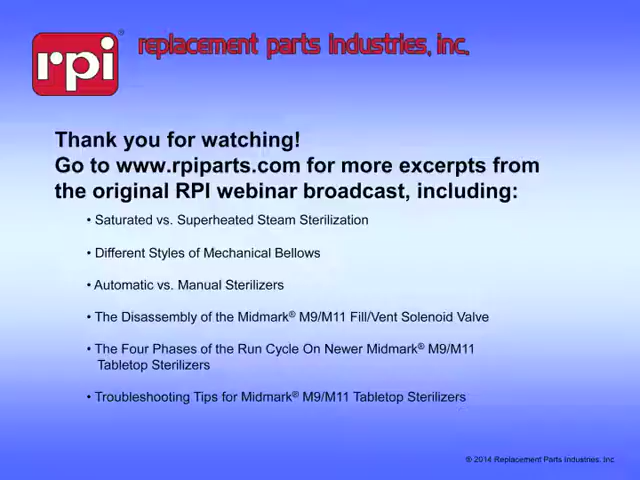 rpi®
replacement parts industries, inc.
Thank you for watching!
Go to www.rpiparts.com for more excerpts from
the original RPI webinar broadcast, including:
• Saturated vs. Superheated Steam Sterilization
• Different Styles of Mechanical Bellows
• Automatic vs. Manual Sterilizers
• The Disassembly of the Midmark® M9/M11 Fill/Vent Solenoid Valve
• The Four Phases of the Run Cycle On Newer Midmark® M9/M11
Tabletop Sterilizers
• Troubleshooting Tips for Midmark® M9/M11 Tabletop Sterilizers
® 2014 Replacement Parts Industries, Inc